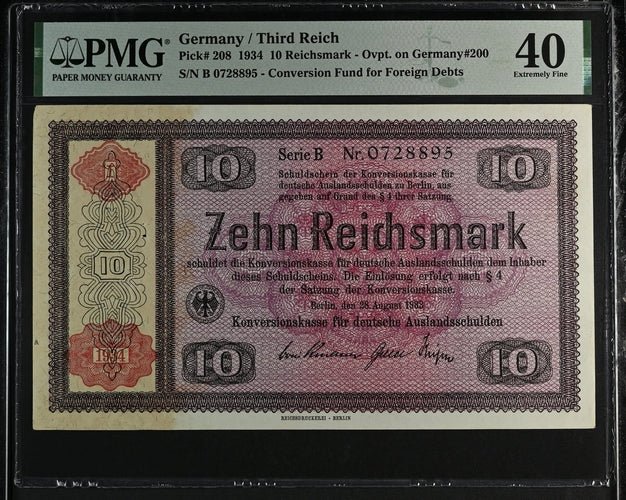 PMG
PAPER MONEY GUARANTY
Germany / Third Reich
Pick# 208 1934 10 Reichsmark - Ovpt. on Germany#200
S/N B 0728895 - Conversion Fund for Foreign Debts
40
Extremely Fine
10
Serie B Nr. 0728895
10
Schuldschein der Konversionskasse für
deutsche Auslandsschulden zu Berlin, aus
gegeben auf Grund des § 4 ihrer Satzung.
Zehn Reichsmark
schuldet die Konversionskasse für deutsche Auslandsschulden dem Inhaber
dieses Schuldscheins. Die Einlösung erfolgt nach § 4
der Satzung der Konversionskasse.
Berlin, den 28. August 1933
Konversionskasse für deutsche Auslandsschulden
10
1934
10
10
A
REICHSDRUCKEREI • BERLIN